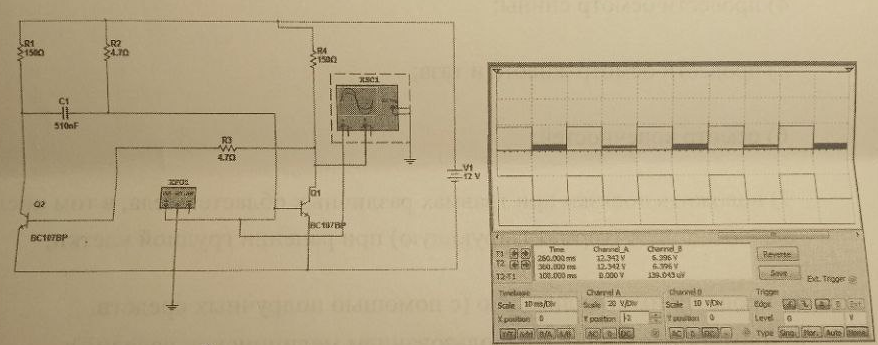 R1
150Ω
R2
4.7Ω
R4
150Ω
XSC1
C1
510nF
R3
4.7Ω
V1
12 V
XFG1
Q2
BC107BP
Q1
BC107BP
Time Channel_A Channel_B
T1 260.000 ms 12.342 V 6.396 V
T2 360.000 ms 12.342 V 6.396 V
T2-T1 100.000 ms 0.000 V
Reverse
Save
Ext. Trigger
Timebase
Scale 10 ms/Div
X position 0
Y/T Add B/A A/B
Channel A
Scale 20 V/Div
Y position -2
AC 0 DC
Channel B
Scale 10 V/Div
Y position 0
AC 0 DC -
Trigger
Edge Ext
Level 0 V
Type Sing. Nor. Auto None